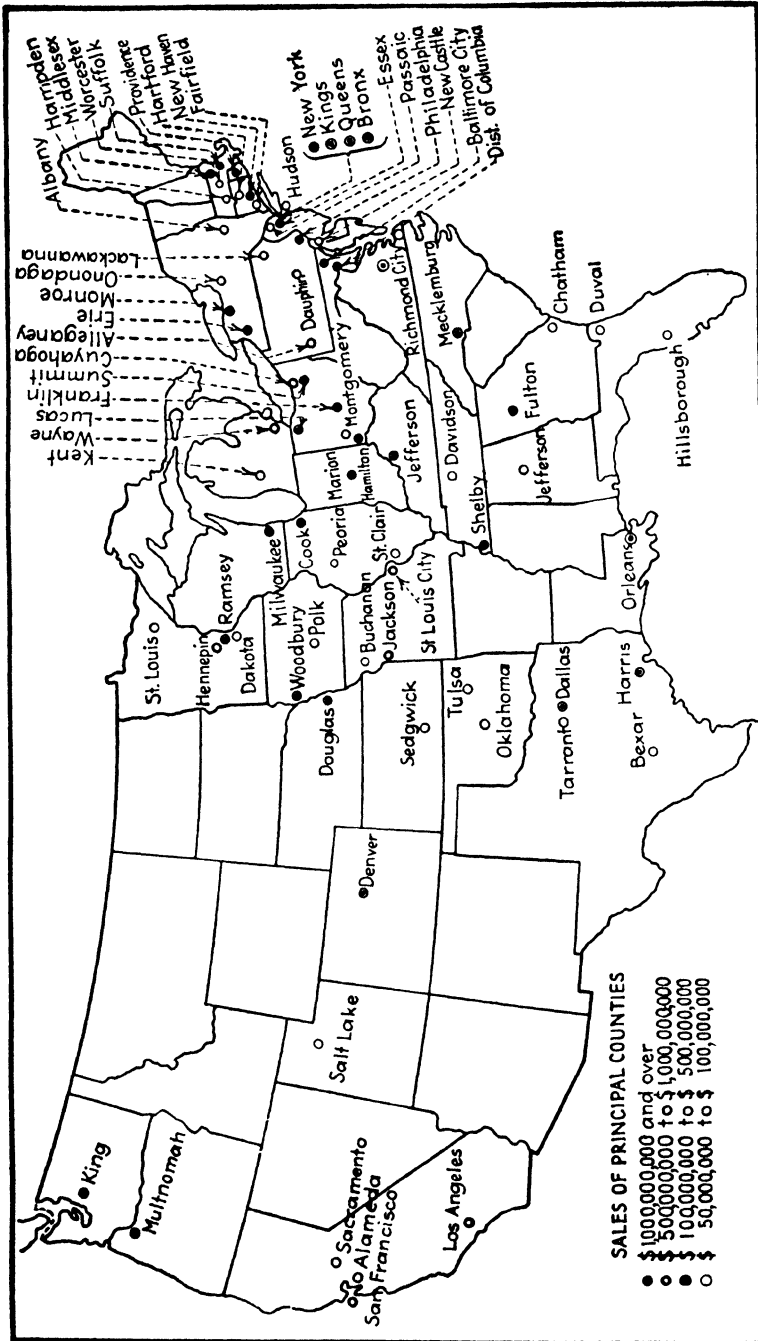 Kent
Wayne
Lucas
Franklin
Summit
Cuyahoga
Allegany
Erie
Monroe
Onondaga
Lackawanna
Albany
Hampden
Middlesex
Worcester
Suffolk
Providence
Hartford
New Haven
Fairfield
Hudson
New York
Kings
Queens
Bronx
Essex
Passaic
Philadelphia
New Castle
Baltimore City
Dist. of Columbia
King
Multnomah
Sacramento
Alameda
San Francisco
Los Angeles
Salt Lake
Denver
St. Louis
Hennepin
Ramsey
Dakota
Milwaukee
Woodbury
Polk
Cook
Douglas
Peoria
Marion
Hamilton
Montgomery
Dauphin
Buchanan
Jackson
St. Clair
St Louis City
Sedgwick
Jefferson
Richmond City
Mecklemburg
Tulsa
Oklahoma
Davidson
Shelby
Tarronto
Dallas
Fulton
Jefferson
Chatham
Duval
Bexar
Harris
Orleans
Hillsborough
SALES OF PRINCIPAL COUNTIES
$1000,000,000 and over
$ 500,000,000 to $ 1,000,000,000
$ 100,000,000 to $ 500,000,000
$ 50,000,000 to $ 100,000,000